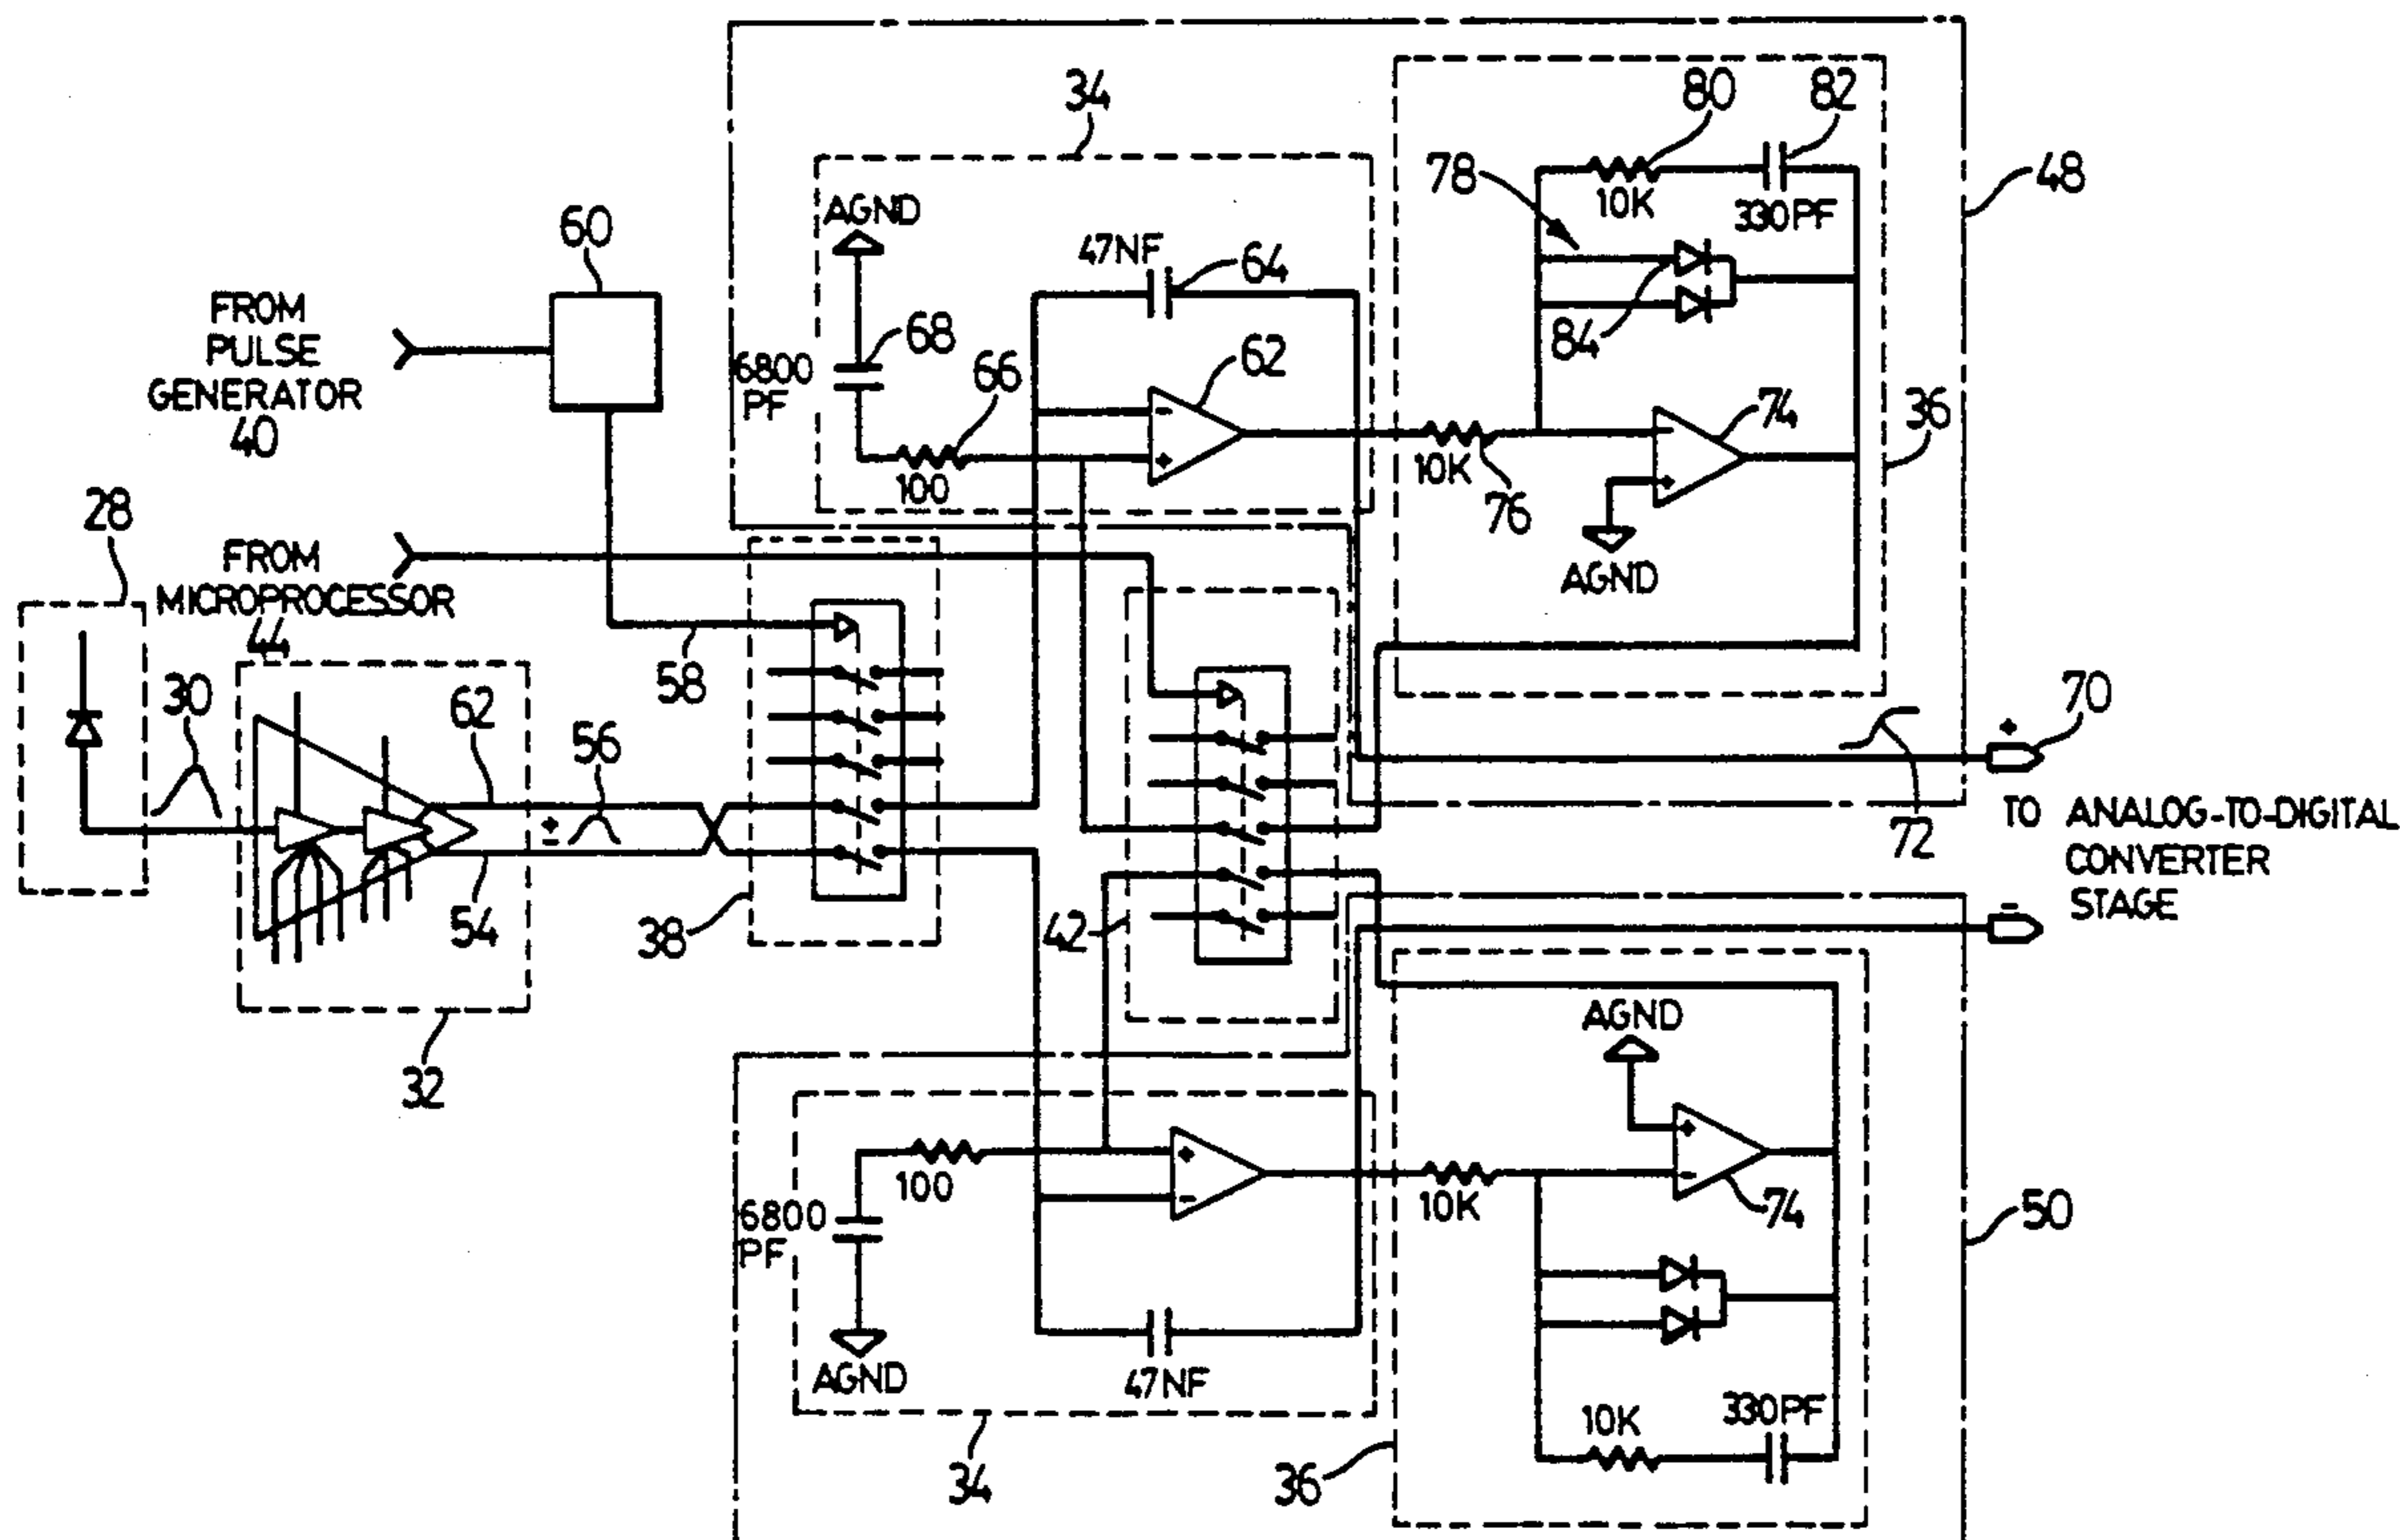 34
80
82
48
78
10K
330PF
AGND
60
47NF
64
FROM
PULSE
GENERATOR
40
68
6800
PF
66
62
84
74
36
-
+
100
10K
76
-
+
AGND
28
FROM
MICROPROCESSOR
44
58
30
62
56
+
-
54
38
42
32
+
70
72
TO ANALOG-TO-DIGITAL
CONVERTER
STAGE
-
AGND
100
+
-
10K
+
-
74
50
6800
PF
AGND
47NF
10K
330PF
34
36